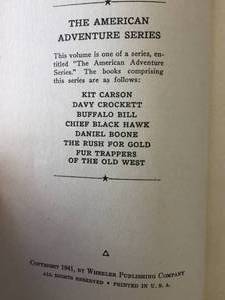 THE AMERICAN
ADVENTURE SERIES
This volume is one of a series, en-
titled "The American Adventure
Series." The books comprising
this series are as follows:
KIT CARSON
DAVY CROCKETT
BUFFALO BILL
CHIEF BLACK HAWK
DANIEL BOONE
THE RUSH FOR GOLD
FUR TRAPPERS
OF THE OLD WEST
COPYRIGHT 1941, BY WHEELER PUBLISHING COMPANY
ALL RIGHTS RESERVED • PRINTED IN U. S. A.